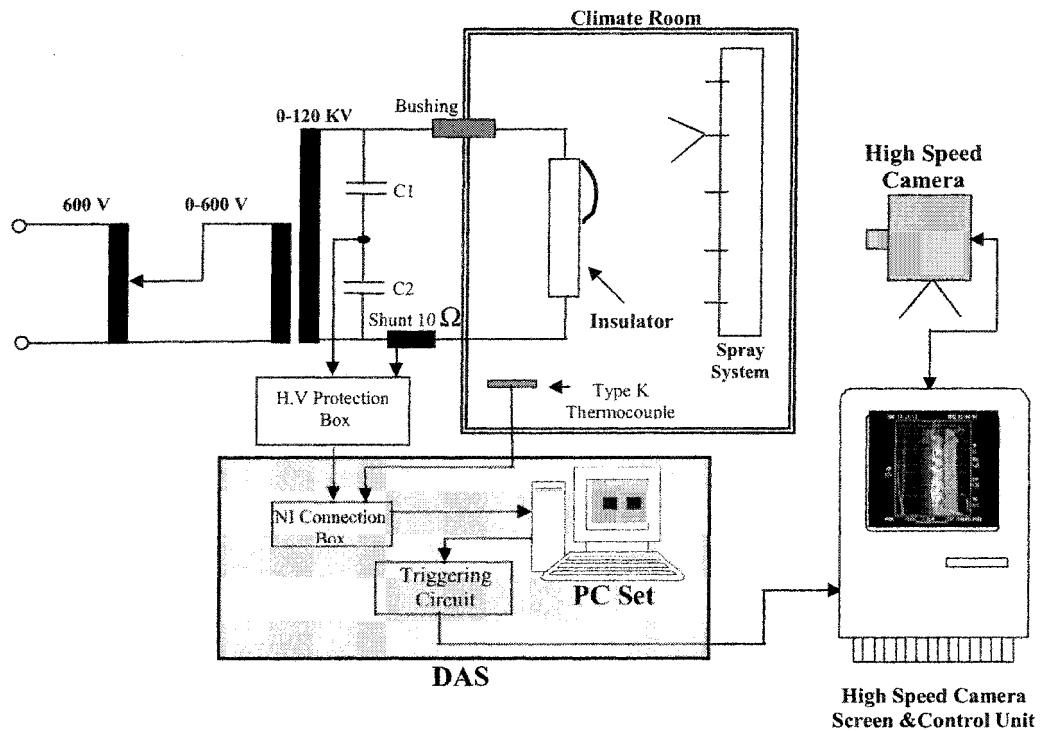 Climate Room
0-120 KV
Bushing
High Speed
Camera
600 V
0-600 V
C1
C2
Shunt 10 Ω
Insulator
Spray
System
Type K
Thermocouple
H.V Protection
Box
NI Connection
Box
Triggering
Circuit
PC Set
DAS
High Speed Camera
Screen &Control Unit